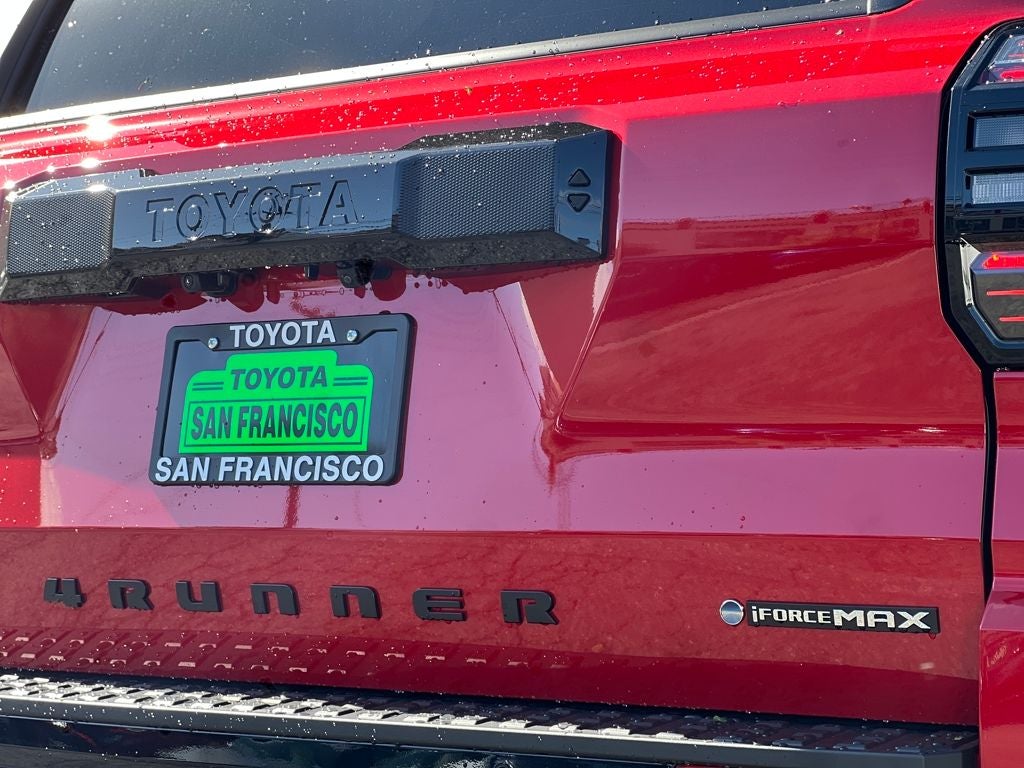 TOYOTA
TOYOTA
TOYOTA
SAN FRANCISCO
SAN FRANCISCO
4RUNNER
iFORCEMAX